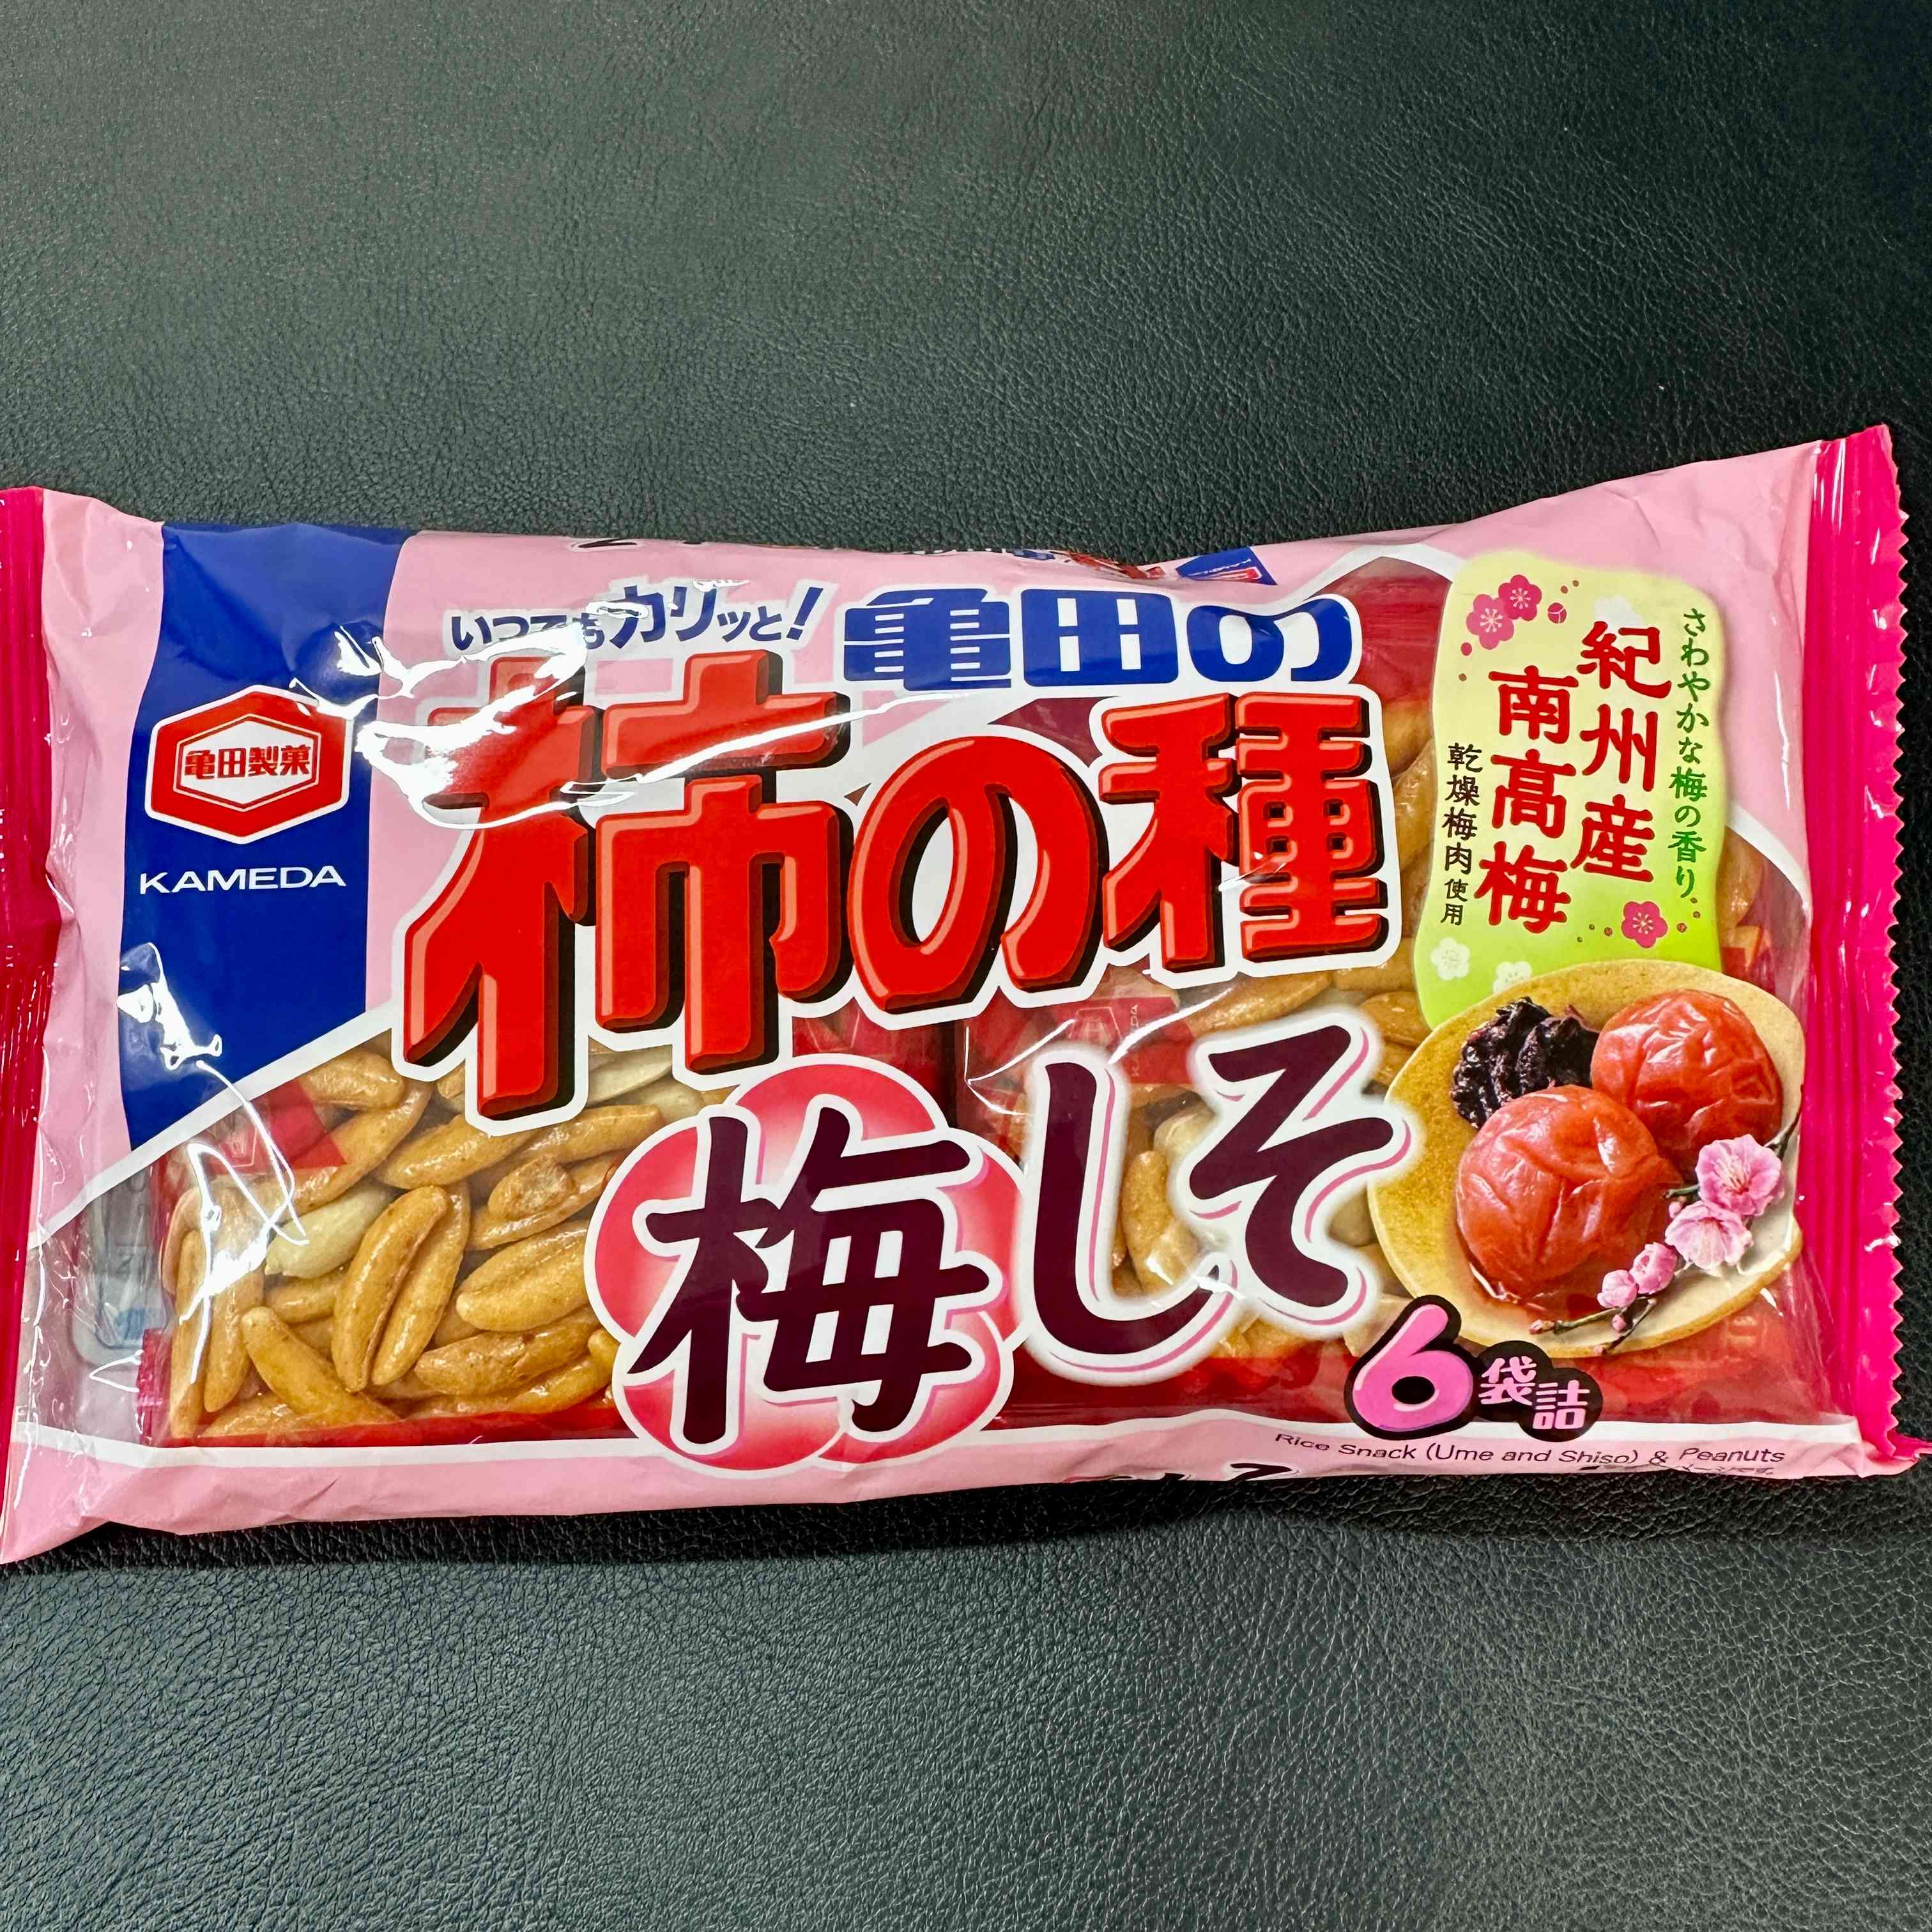 いつでもカリッと!
亀田の
柿の種
梅しそ
亀田製菓
KAMEDA
さわやかな梅の香り
紀州産
南高梅
乾燥梅肉使用
6袋詰
Rice Snack (Ume and Shiso) & Peanuts